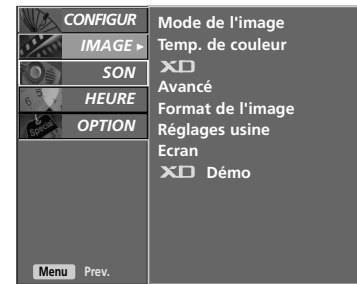 CONFIGUR
IMAGE ►
SON
HEURE
OPTION
Menu Prev.
Mode de l'image
Temp. de couleur
XD
Avancé
Format de l'image
Réglages usine
Ecran
XD Démo